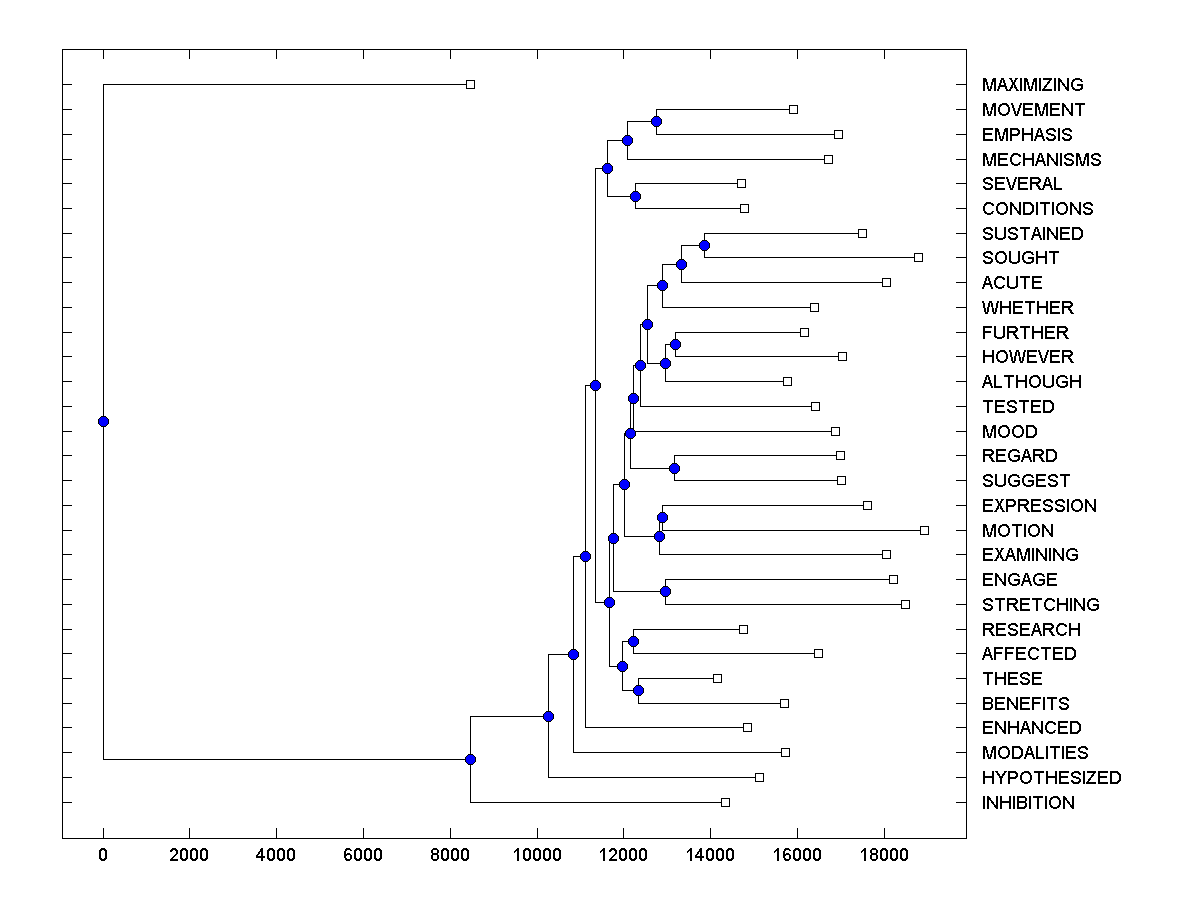 MAXIMIZING
MOVEMENT
EMPHASIS
MECHANISMS
SEVERAL
CONDITIONS
SUSTAINED
SOUGHT
ACUTE
WHETHER
FURTHER
HOWEVER
ALTHOUGH
TESTED
MOOD
REGARD
SUGGEST
EXPRESSION
MOTION
EXAMINING
ENGAGE
STRETCHING
RESEARCH
AFFECTED
THESE
BENEFITS
ENHANCED
MODALITIES
HYPOTHESIZED
INHIBITION
0 2000 4000 6000 8000 10000 12000 14000 16000 18000